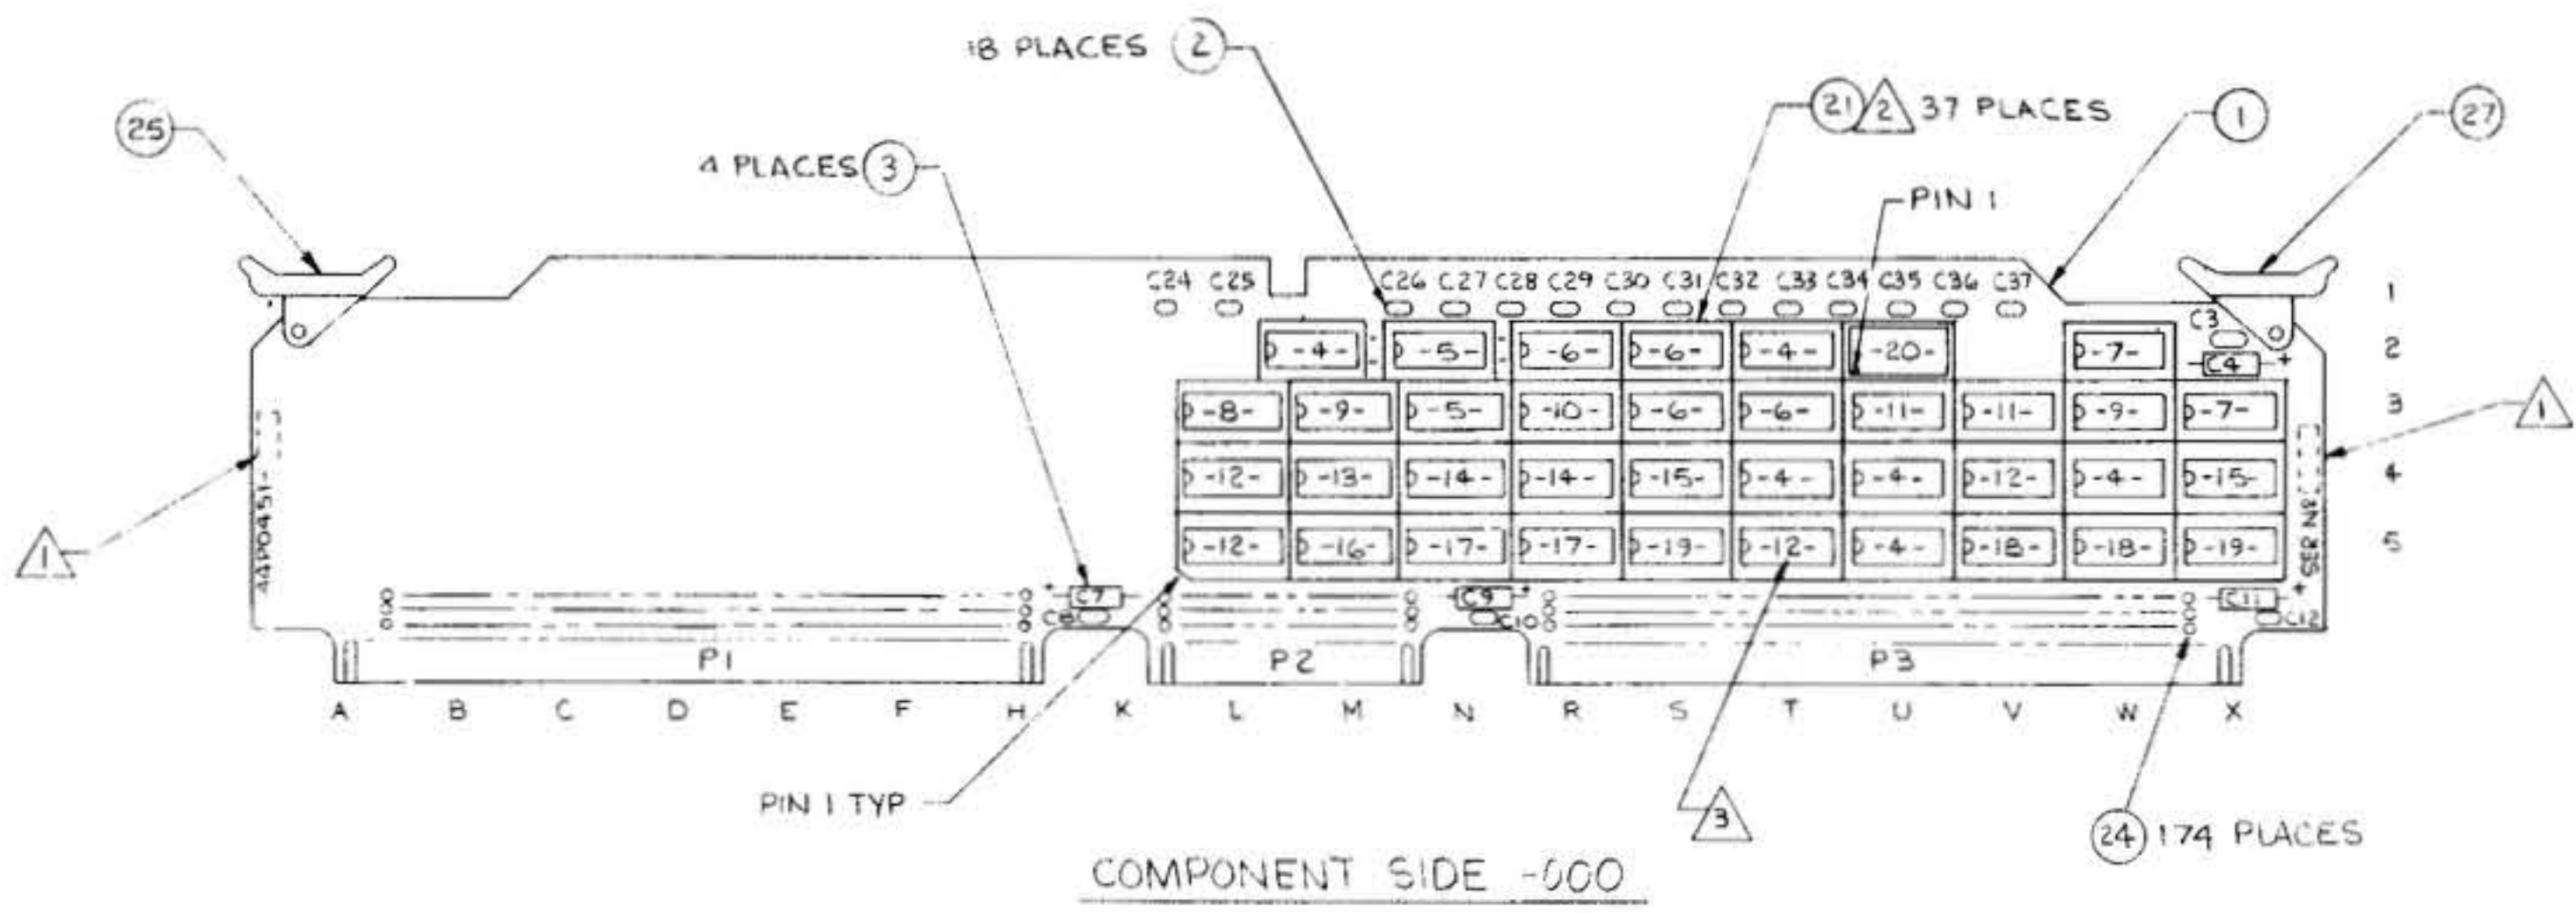 18 PLACES 2
21 2 37 PLACES
1
27
25
4 PLACES 3
PIN 1
C24 C25 C26 C27 C28 C29 C30 C31 C32 C33 C34 C35 C36 C37
1
C3
-4- -5- -6- -6- -4- -20- -7-
2
C4 +
-8- -9- -5- -10- -6- -6- -11- -11- -9- -7-
3
1
-12- -13- -14- -14- -15- -4- -4- -12- -4- -15-
4
44P0451-
SER Nº
-12- -16- -17- -17- -19- -12- -4- -18- -18- -19-
5
1
+ C7 C9 + C11 +
C8 C10 C12
P1 P2 P3
A B C D E F H K L M N R S T U V W X
PIN 1 TYP
3
24 174 PLACES
COMPONENT SIDE -000